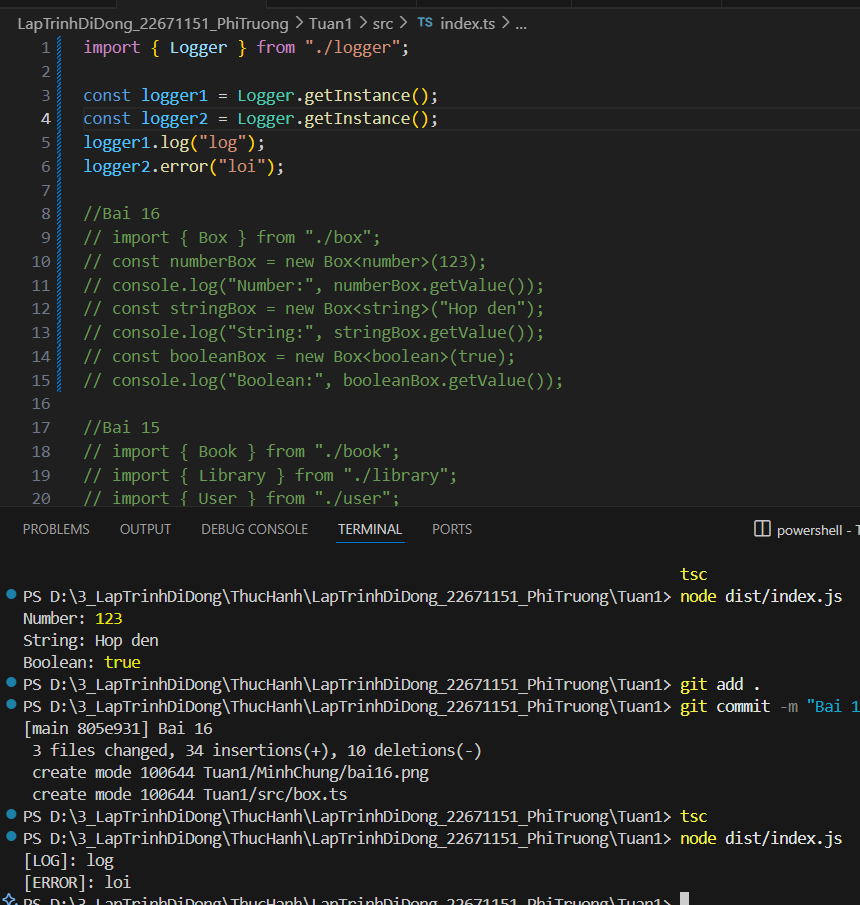 LapTrinhDiDong_22671151_PhiTruong > Tuan1 > src > TS index.ts > ...
1 import { Logger } from "./logger";
2
3 const logger1 = Logger.getInstance();
4 const logger2 = Logger.getInstance();
5 logger1.log("log");
6 logger2.error("loi");
7
8 //Bai 16
9 // import { Box } from "./box";
10 // const numberBox = new Box<number>(123);
11 // console.log("Number:", numberBox.getValue());
12 // const stringBox = new Box<string>("Hop den");
13 // console.log("String:", stringBox.getValue());
14 // const booleanBox = new Box<boolean>(true);
15 // console.log("Boolean:", booleanBox.getValue());
16
17 //Bai 15
18 // import { Book } from "./book";
19 // import { Library } from "./library";
20 // import { User } from "./user";
PROBLEMS OUTPUT DEBUG CONSOLE TERMINAL PORTS powershell -
tsc
PS D:\3_LapTrinhDiDong\ThucHanh\LapTrinhDiDong_22671151_PhiTruong\Tuan1> node dist/index.js
Number: 123
String: Hop den
Boolean: true
PS D:\3_LapTrinhDiDong\ThucHanh\LapTrinhDiDong_22671151_PhiTruong\Tuan1> git add .
PS D:\3_LapTrinhDiDong\ThucHanh\LapTrinhDiDong_22671151_PhiTruong\Tuan1> git commit -m "Bai 1
[main 805e931] Bai 16
3 files changed, 34 insertions(+), 10 deletions(-)
create mode 100644 Tuan1/MinhChung/bai16.png
create mode 100644 Tuan1/src/box.ts
PS D:\3_LapTrinhDiDong\ThucHanh\LapTrinhDiDong_22671151_PhiTruong\Tuan1> tsc
PS D:\3_LapTrinhDiDong\ThucHanh\LapTrinhDiDong_22671151_PhiTruong\Tuan1> node dist/index.js
[LOG]: log
[ERROR]: loi
PS D:\3_LapTrinhDiDong\ThucHanh\LapTrinhDiDong_22671151_PhiTruong\Tuan1>